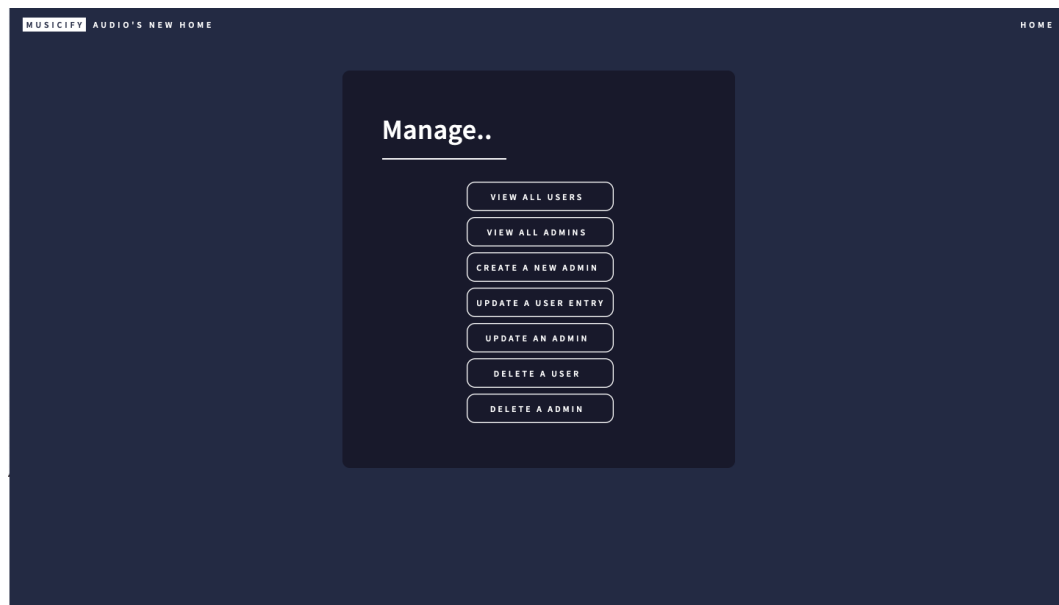 MUSICIFY AUDIO'S NEW HOME
HOME
Manage..
VIEW ALL USERS
VIEW ALL ADMINS
CREATE A NEW ADMIN
UPDATE A USER ENTRY
UPDATE AN ADMIN
DELETE A USER
DELETE A ADMIN